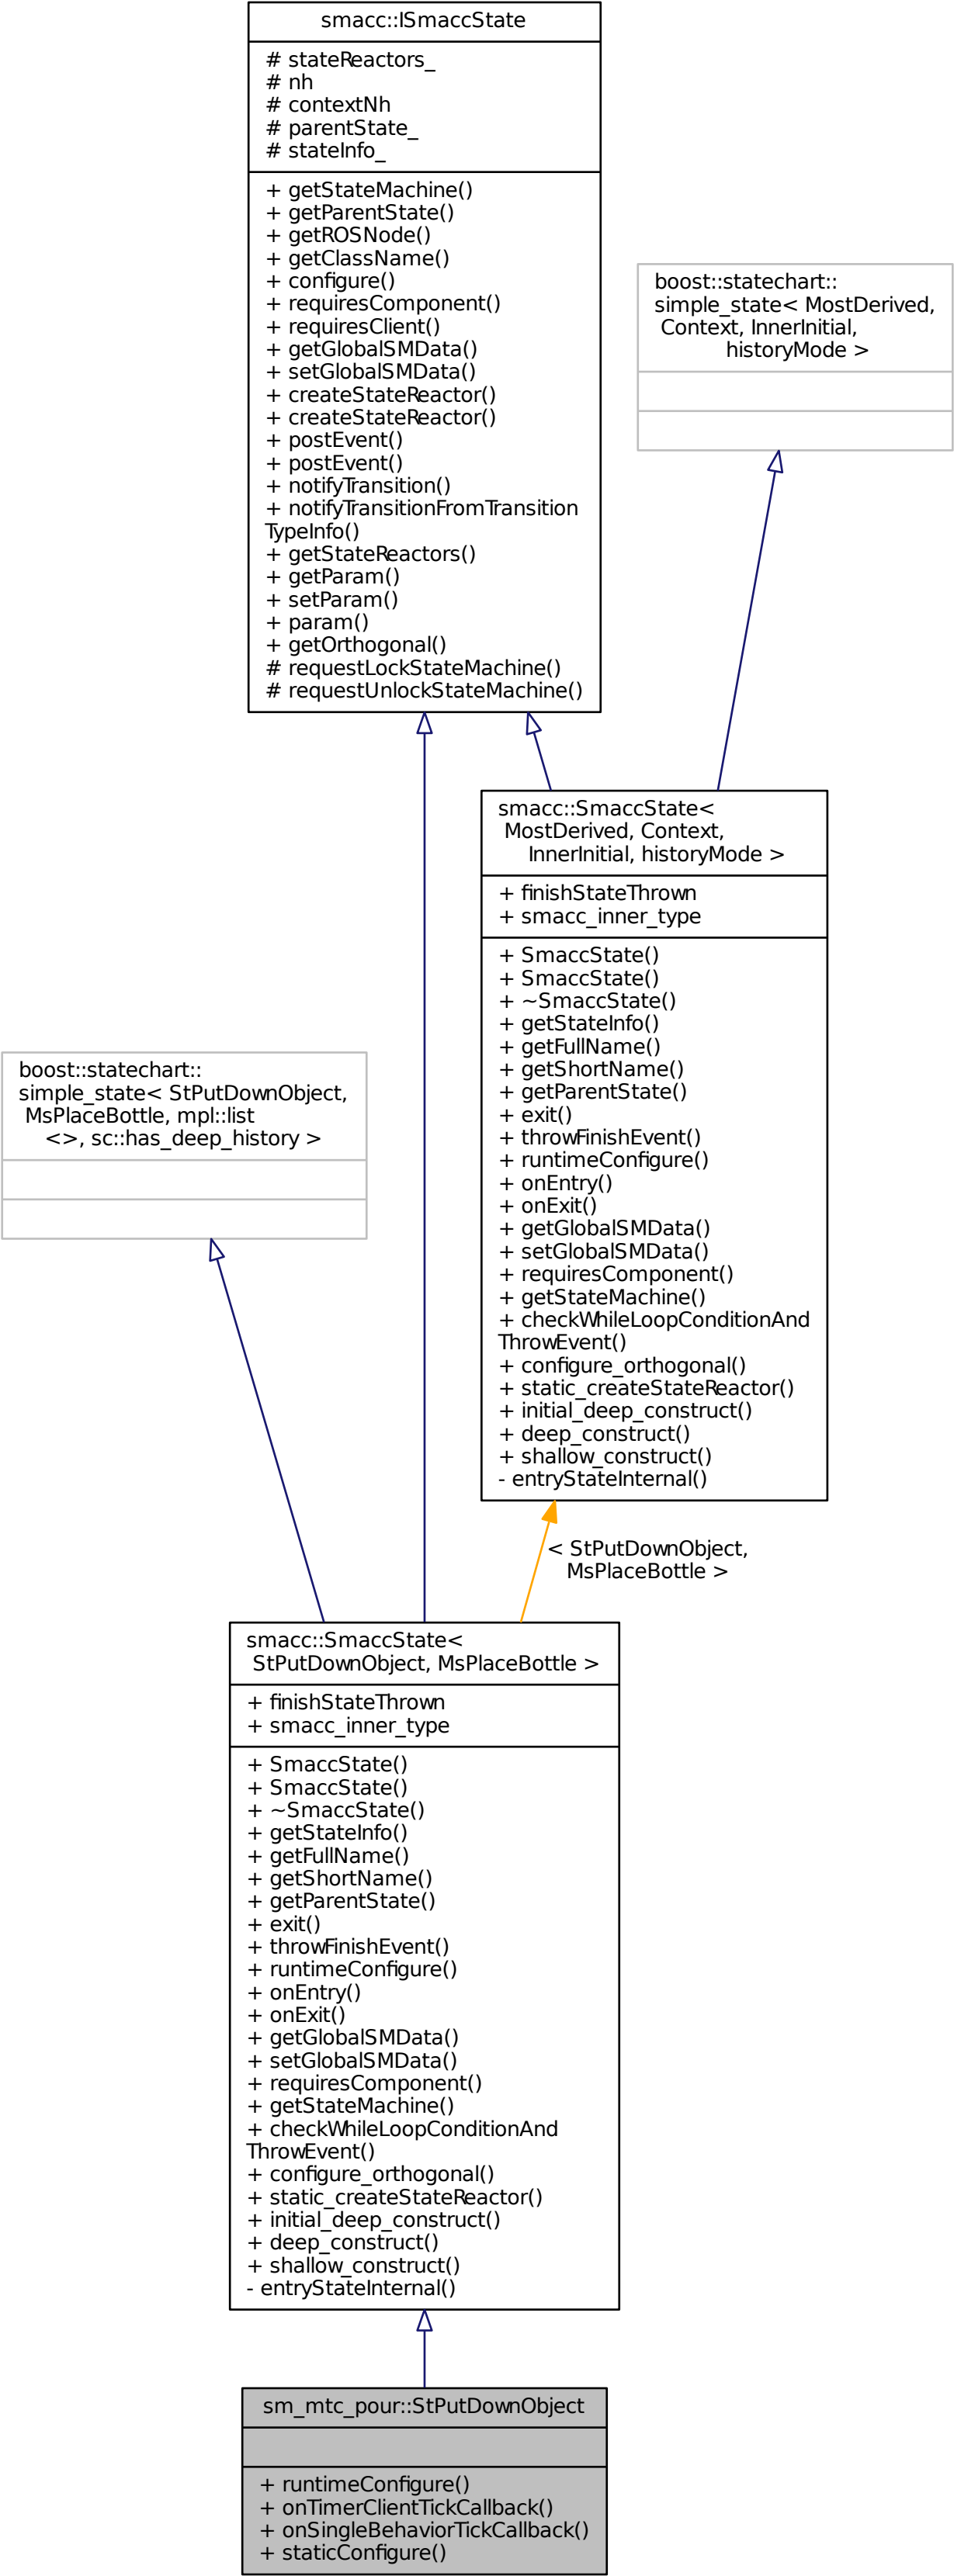 smacc::ISmaccState
# stateReactors_
# nh
# contextNh
# parentState_
# stateInfo_
+ getStateMachine()
+ getParentState()
+ getROSNode()
+ getClassName()
+ configure()
+ requiresComponent()
+ requiresClient()
+ getGlobalSMData()
+ setGlobalSMData()
+ createStateReactor()
+ createStateReactor()
+ postEvent()
+ postEvent()
+ notifyTransition()
+ notifyTransitionFromTransition
TypeInfo()
+ getStateReactors()
+ getParam()
+ setParam()
+ param()
+ getOrthogonal()
# requestLockStateMachine()
# requestUnlockStateMachine()
boost::statechart::
simple_state< MostDerived,
Context, InnerInitial,
historyMode >
smacc::SmaccState<
MostDerived, Context,
InnerInitial, historyMode >
+ finishStateThrown
+ smacc_inner_type
+ SmaccState()
+ SmaccState()
+ ~SmaccState()
+ getStateInfo()
+ getFullName()
+ getShortName()
+ getParentState()
+ exit()
+ throwFinishEvent()
+ runtimeConfigure()
+ onEntry()
+ onExit()
+ getGlobalSMData()
+ setGlobalSMData()
+ requiresComponent()
+ getStateMachine()
+ checkWhileLoopConditionAnd
ThrowEvent()
+ configure_orthogonal()
+ static_createStateReactor()
+ initial_deep_construct()
+ deep_construct()
+ shallow_construct()
- entryStateInternal()
boost::statechart::
simple_state< StPutDownObject,
MsPlaceBottle, mpl::list
<>, sc::has_deep_history >
< StPutDownObject,
MsPlaceBottle >
smacc::SmaccState<
StPutDownObject, MsPlaceBottle >
+ finishStateThrown
+ smacc_inner_type
+ SmaccState()
+ SmaccState()
+ ~SmaccState()
+ getStateInfo()
+ getFullName()
+ getShortName()
+ getParentState()
+ exit()
+ throwFinishEvent()
+ runtimeConfigure()
+ onEntry()
+ onExit()
+ getGlobalSMData()
+ setGlobalSMData()
+ requiresComponent()
+ getStateMachine()
+ checkWhileLoopConditionAnd
ThrowEvent()
+ configure_orthogonal()
+ static_createStateReactor()
+ initial_deep_construct()
+ deep_construct()
+ shallow_construct()
- entryStateInternal()
sm_mtc_pour::StPutDownObject
+ runtimeConfigure()
+ onTimerClientTickCallback()
+ onSingleBehaviorTickCallback()
+ staticConfigure()